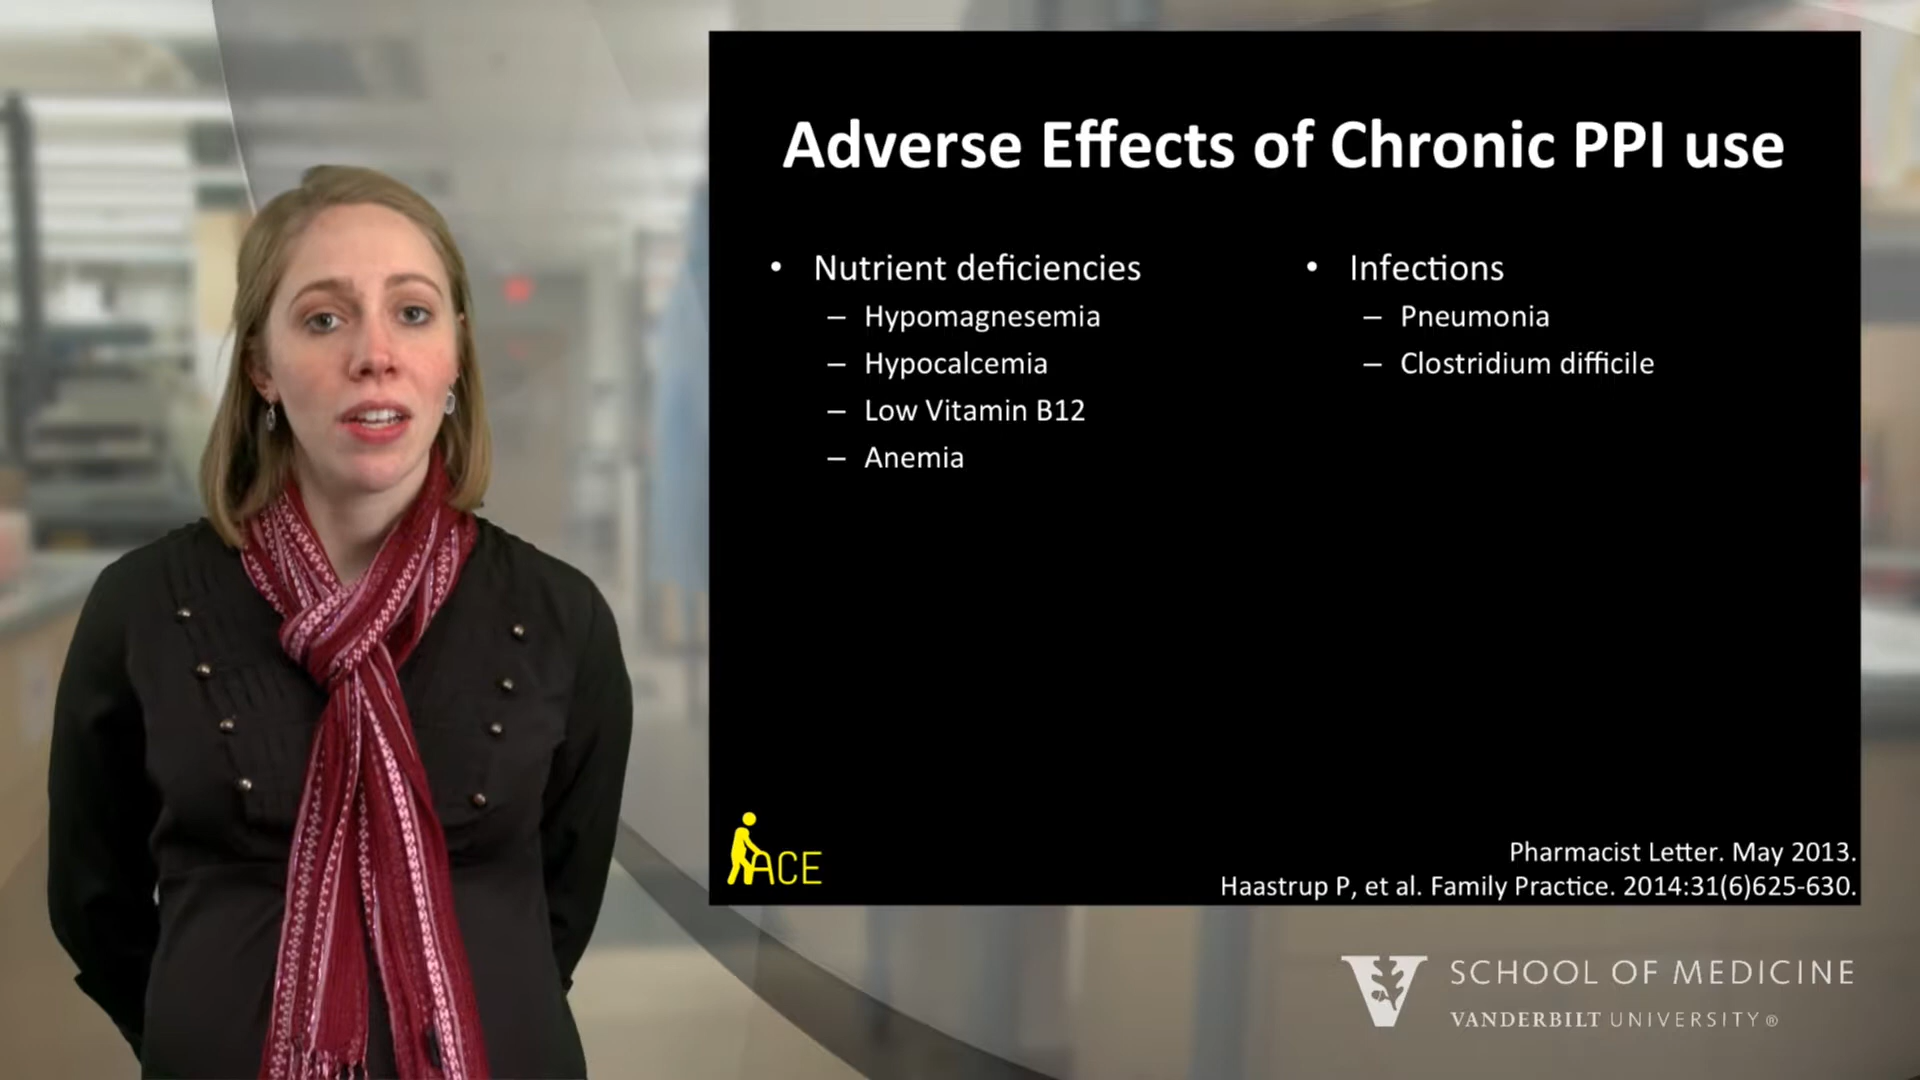 Adverse Effects of Chronic PPI use
• Nutrient deficiencies
– Hypomagnesemia
– Hypocalcemia
– Low Vitamin B12
– Anemia
• Infections
– Pneumonia
– Clostridium difficile
ACE
Pharmacist Letter. May 2013.
Haastrup P, et al. Family Practice. 2014:31(6)625-630.
V SCHOOL OF MEDICINE
VANDERBILT UNIVERSITY®